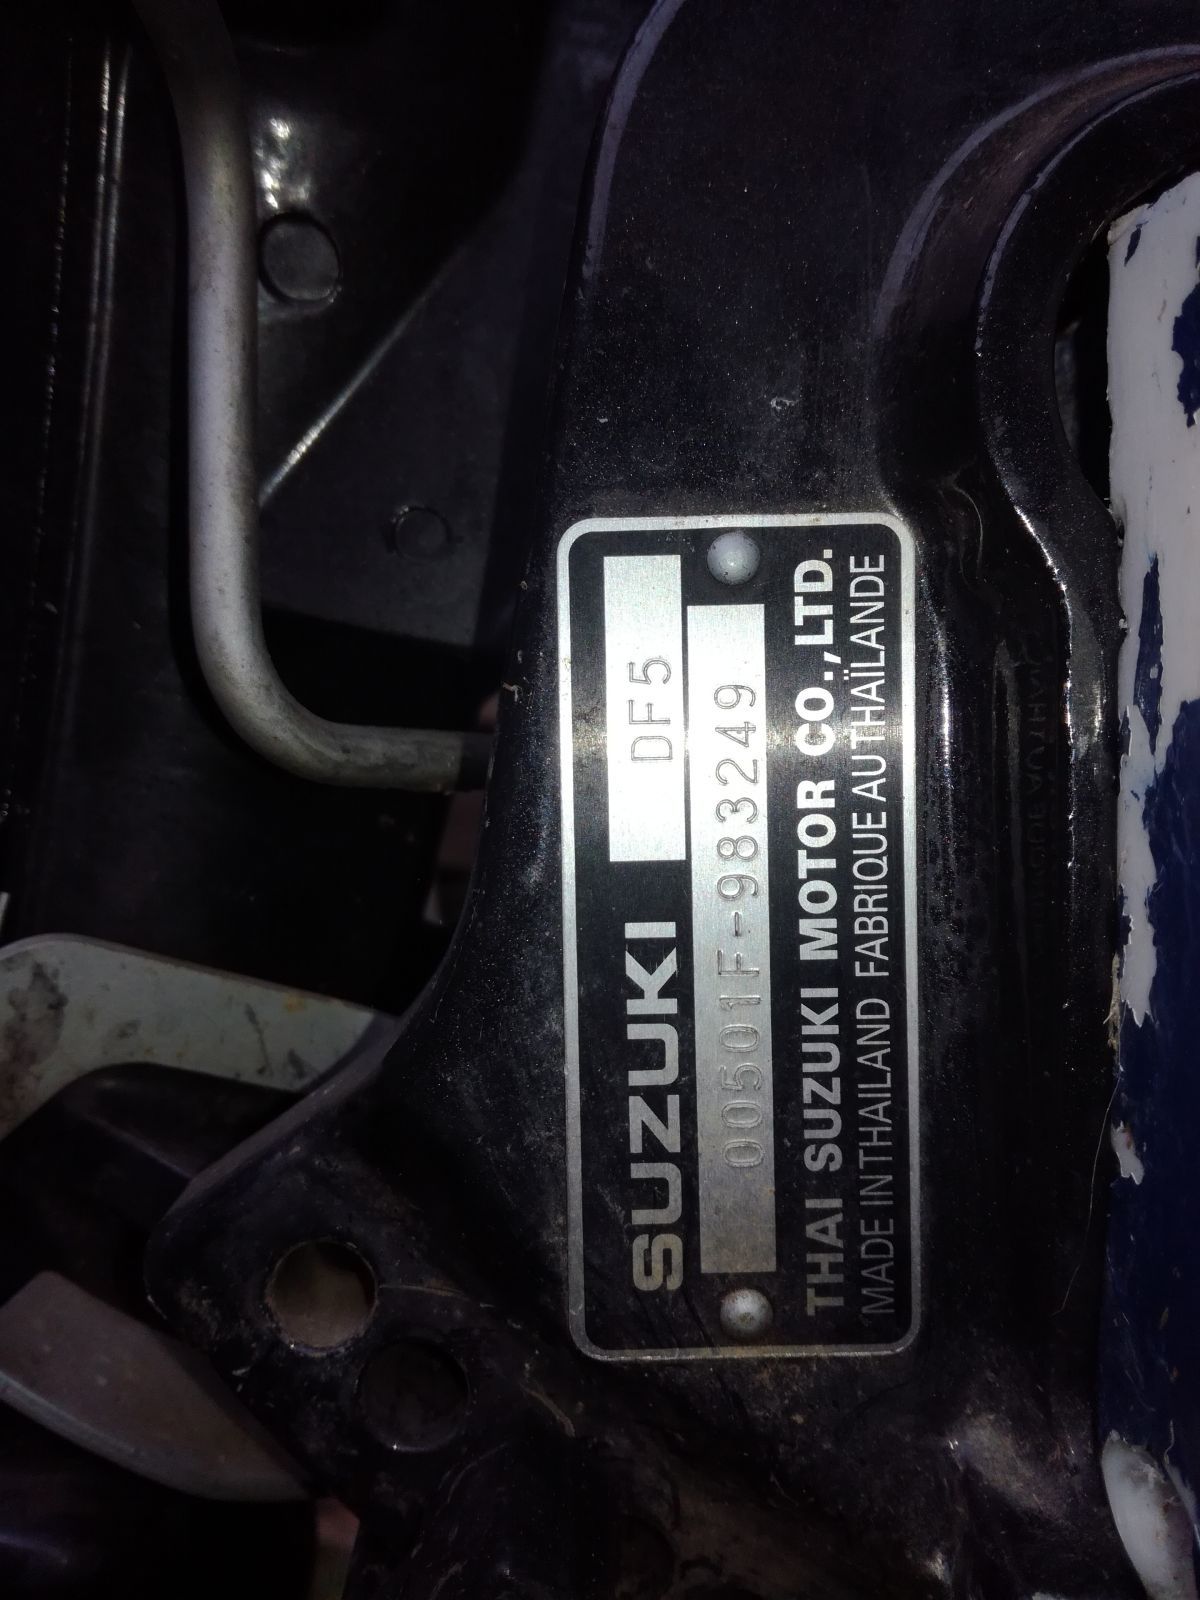 SUZUKI DF5
00501F-983249
THAI SUZUKI MOTOR CO.,LTD.
MADE IN THAILAND FABRIQUE AU THAÏLANDE